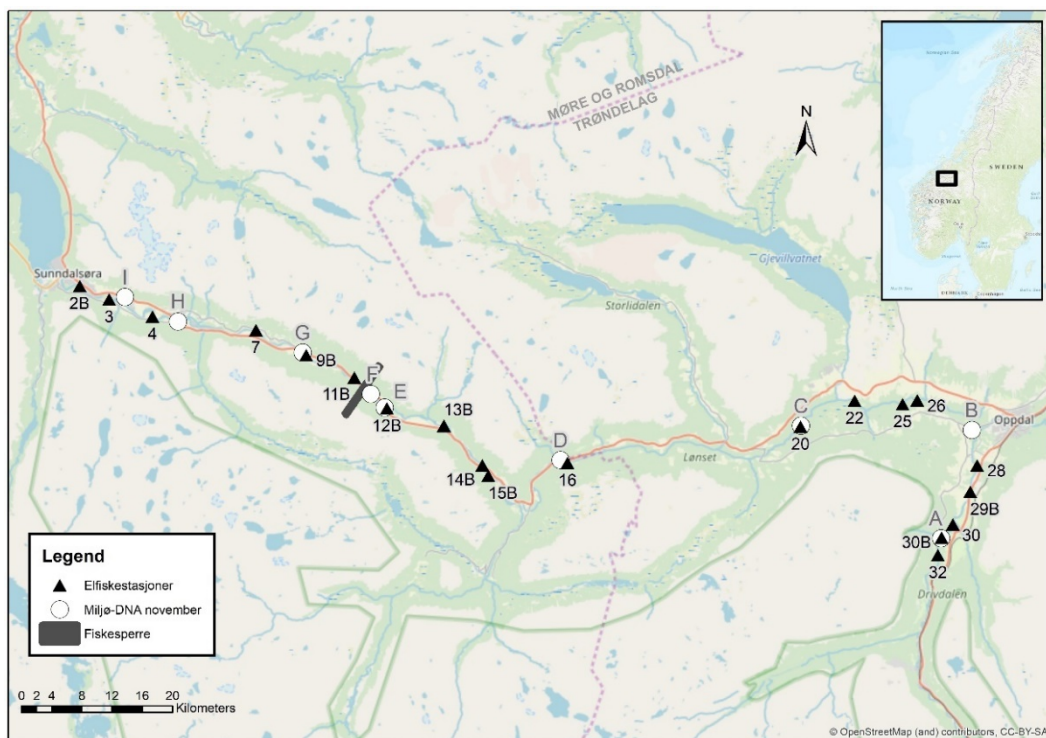 MØRE OG ROMSDAL
TRØNDELAG
N
SWEDEN
NORWAY
Gjevillvatnet
Storlidalen
Sunndalsøra
2B
3
I
4
H
7
G
9B
11B
F
E
12B
13B
14B
15B
D
16
Lønset
C
20
22
25
26
B
Oppdal
28
29B
A
30
30B
32
Drivdalen
Legend
Elfiskestasjoner
Miljø-DNA november
Fiskesperre
0 2 4 8 12 16 20
Kilometers
© OpenStreetMap (and) contributors, CC-BY-SA